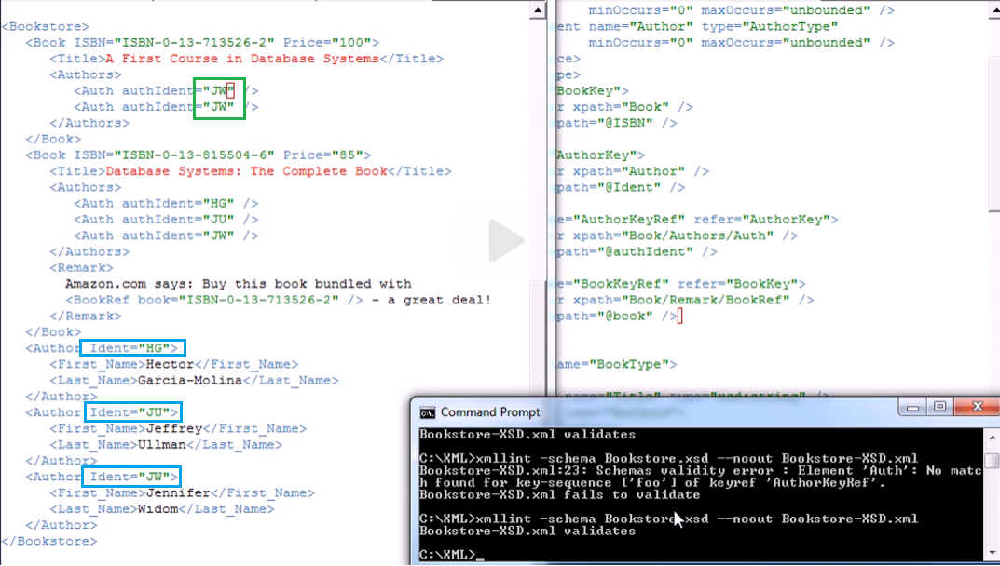 <Bookstore>
<Book ISBN="ISBN-0-13-713526-2" Price="100">
<Title>A First Course in Database Systems</Title>
<Authors>
<Auth authIdent="JW" />
<Auth authIdent="JW" />
</Authors>
</Book>
<Book ISBN="ISBN-0-13-815504-6" Price="85">
<Title>Database Systems: The Complete Book</Title>
<Authors>
<Auth authIdent="HG" />
<Auth authIdent="JU" />
<Auth authIdent="JW" />
</Authors>
<Remark>
Amazon.com says: Buy this book bundled with
<BookRef book="ISBN-0-13-713526-2" /> - a great deal!
</Remark>
</Book>
<Author Ident="HG">
<First_Name>Hector</First_Name>
<Last_Name>Garcia-Molina</Last_Name>
</Author>
<Author Ident="JU">
<First_Name>Jeffrey</First_Name>
<Last_Name>Ullman</Last_Name>
</Author>
<Author Ident="JW">
<First_Name>Jennifer</First_Name>
<Last_Name>Widom</Last_Name>
</Author>
</Bookstore>
minOccurs="0" maxOccurs="unbounded" />
ent name="Author" type="AuthorType"
minOccurs="0" maxOccurs="unbounded" />
ce>
pe>
BookKey">
r xpath="Book" />
path="@ISBN" />
AuthorKey">
r xpath="Author" />
path="@Ident" />
e="AuthorKeyRef" refer="AuthorKey">
r xpath="Book/Authors/Auth" />
path="@authIdent" />
e="BookKeyRef" refer="BookKey">
r xpath="Book/Remark/BookRef" />
path="@book" />
ame="BookType">
Command Prompt
Bookstore-XSD.xml validates
C:\XML>xmllint -schema Bookstore.xsd --noout Bookstore-XSD.xml
Bookstore-XSD.xml:23: Schemas validity error : Element 'Auth': No matc
h found for key-sequence ['foo'] of keyref 'AuthorKeyRef'.
Bookstore-XSD.xml fails to validate
C:\XML>xmllint -schema Bookstore.xsd --noout Bookstore-XSD.xml
Bookstore-XSD.xml validates
C:\XML>_